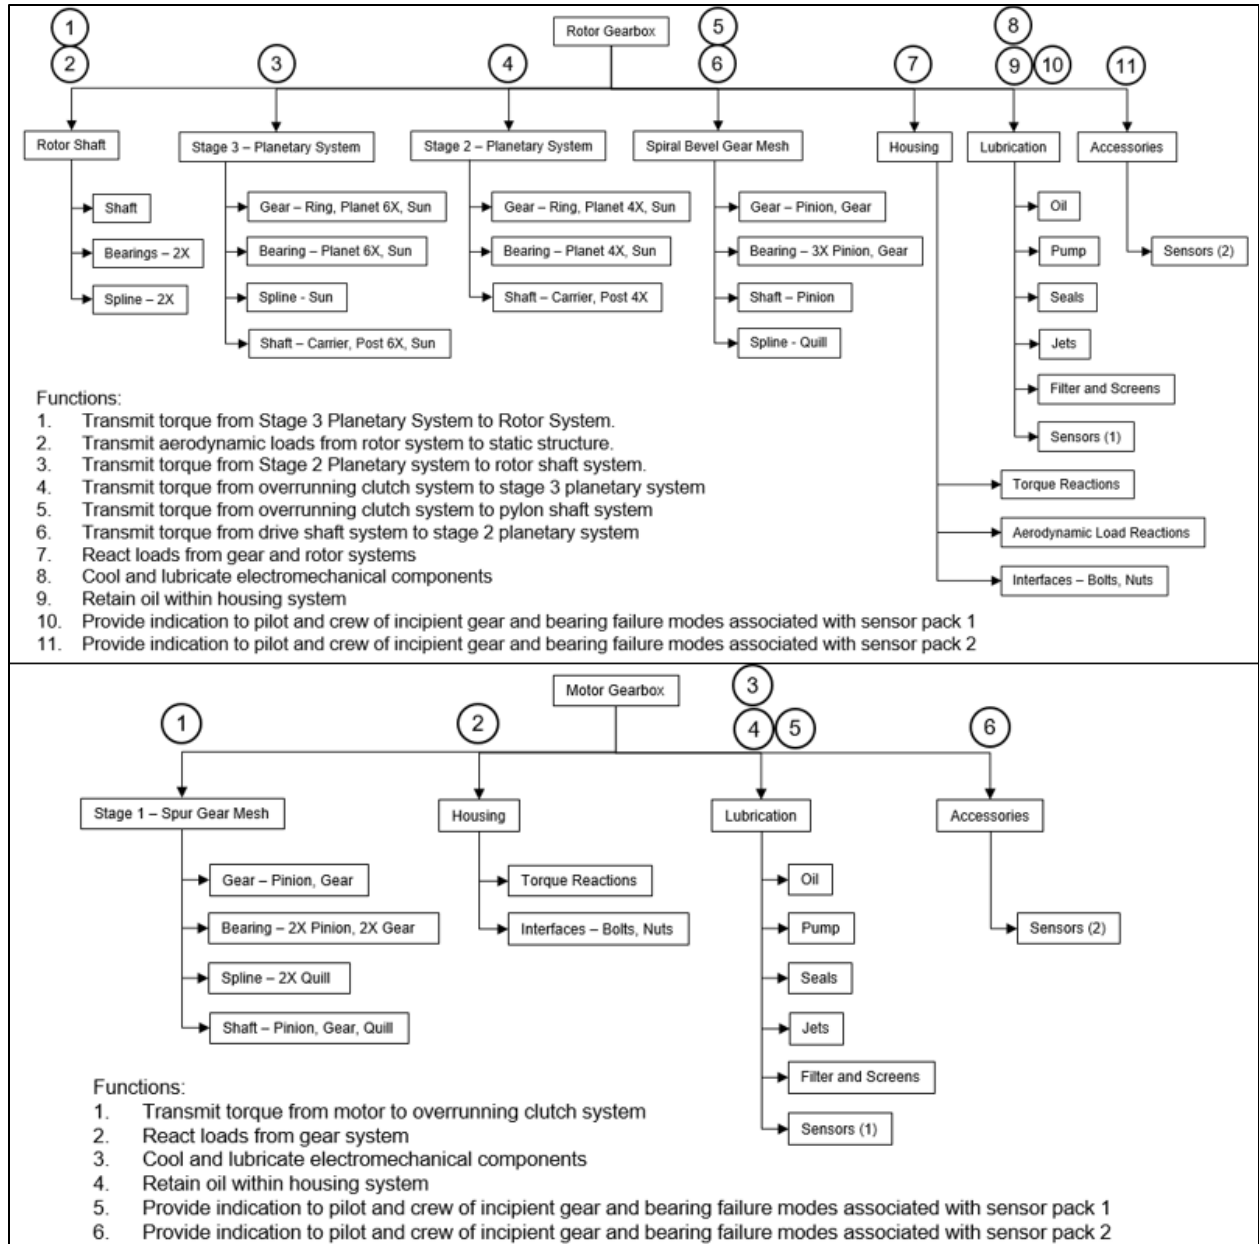 1
5
8
Rotor Gearbox
2
3
4
6
7
9
10
11
Rotor Shaft
Stage 3 – Planetary System
Stage 2 – Planetary System
Spiral Bevel Gear Mesh
Housing
Lubrication
Accessories
Shaft
Bearings – 2X
Spline – 2X
Gear – Ring, Planet 6X, Sun
Bearing – Planet 6X, Sun
Spline - Sun
Shaft – Carrier, Post 6X, Sun
Gear – Ring, Planet 4X, Sun
Bearing – Planet 4X, Sun
Shaft – Carrier, Post 4X
Gear – Pinion, Gear
Bearing – 3X Pinion, Gear
Shaft – Pinion
Spline - Quill
Torque Reactions
Aerodynamic Load Reactions
Interfaces – Bolts, Nuts
Oil
Pump
Seals
Jets
Filter and Screens
Sensors (1)
Sensors (2)
Functions:
1. Transmit torque from Stage 3 Planetary System to Rotor System.
2. Transmit aerodynamic loads from rotor system to static structure.
3. Transmit torque from Stage 2 Planetary system to rotor shaft system.
4. Transmit torque from overrunning clutch system to stage 3 planetary system
5. Transmit torque from overrunning clutch system to pylon shaft system
6. Transmit torque from drive shaft system to stage 2 planetary system
7. React loads from gear and rotor systems
8. Cool and lubricate electromechanical components
9. Retain oil within housing system
10. Provide indication to pilot and crew of incipient gear and bearing failure modes associated with sensor pack 1
11. Provide indication to pilot and crew of incipient gear and bearing failure modes associated with sensor pack 2
Motor Gearbox
3
1
2
4
5
6
Stage 1 – Spur Gear Mesh
Housing
Lubrication
Accessories
Gear – Pinion, Gear
Bearing – 2X Pinion, 2X Gear
Spline – 2X Quill
Shaft – Pinion, Gear, Quill
Torque Reactions
Interfaces – Bolts, Nuts
Oil
Pump
Seals
Jets
Filter and Screens
Sensors (1)
Sensors (2)
Functions:
1. Transmit torque from motor to overrunning clutch system
2. React loads from gear system
3. Cool and lubricate electromechanical components
4. Retain oil within housing system
5. Provide indication to pilot and crew of incipient gear and bearing failure modes associated with sensor pack 1
6. Provide indication to pilot and crew of incipient gear and bearing failure modes associated with sensor pack 2